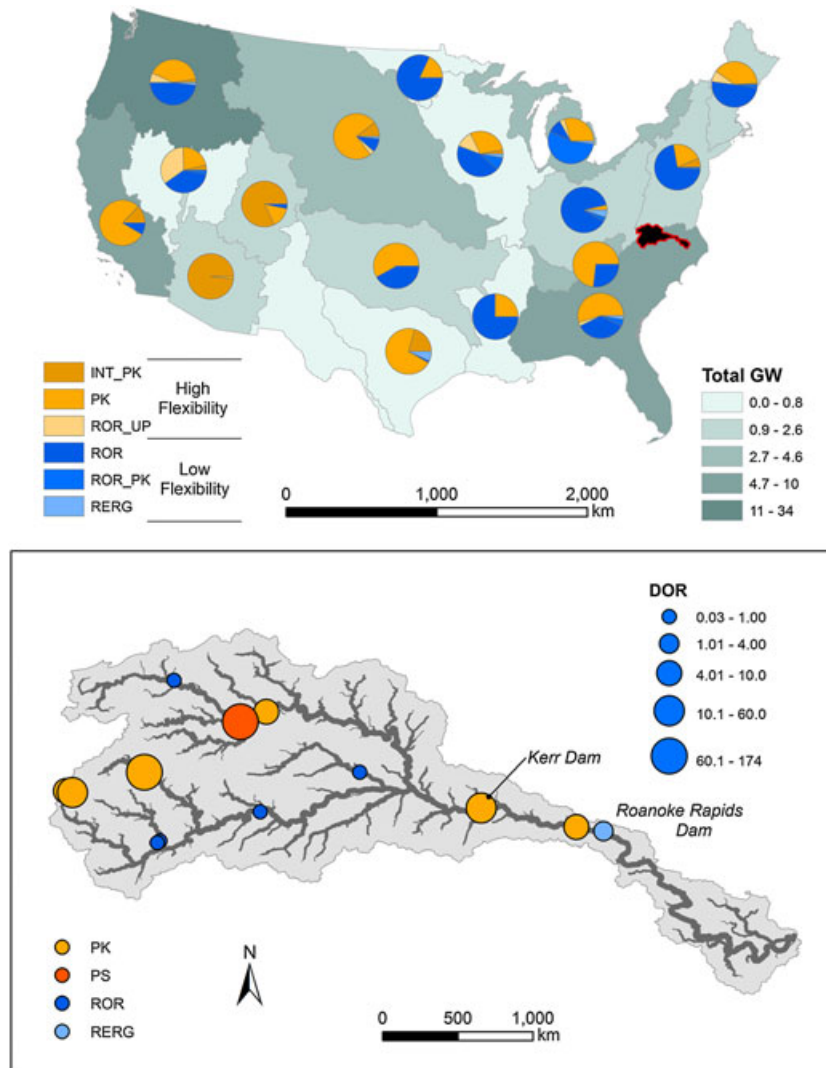 INT_PK
PK
ROR_UP
ROR
ROR_PK
RERG
High
Flexibility
Low
Flexibility
0 1,000 2,000
km
Total GW
0.0 - 0.8
0.9 - 2.6
2.7 - 4.6
4.7 - 10
11 - 34
DOR
0.03 - 1.00
1.01 - 4.00
4.01 - 10.0
10.1 - 60.0
60.1 - 174
Kerr Dam
Roanoke Rapids
Dam
PK
PS
ROR
RERG
N
0 500 1,000
km